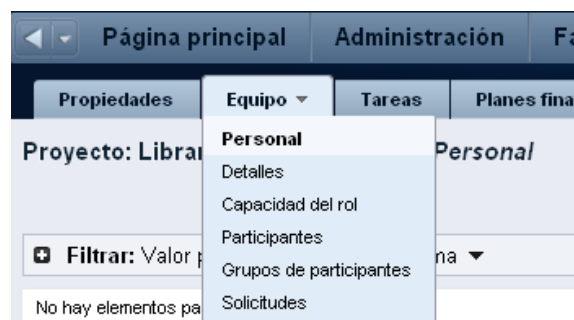 Página principal Administración
Propiedades Equipo Tareas Planes
Personal
Proyecto: Personal
Detalles
Capacidad del rol
Participantes
Filtrar: Valor
Grupos de participantes
No hay elementos
Solicitudes